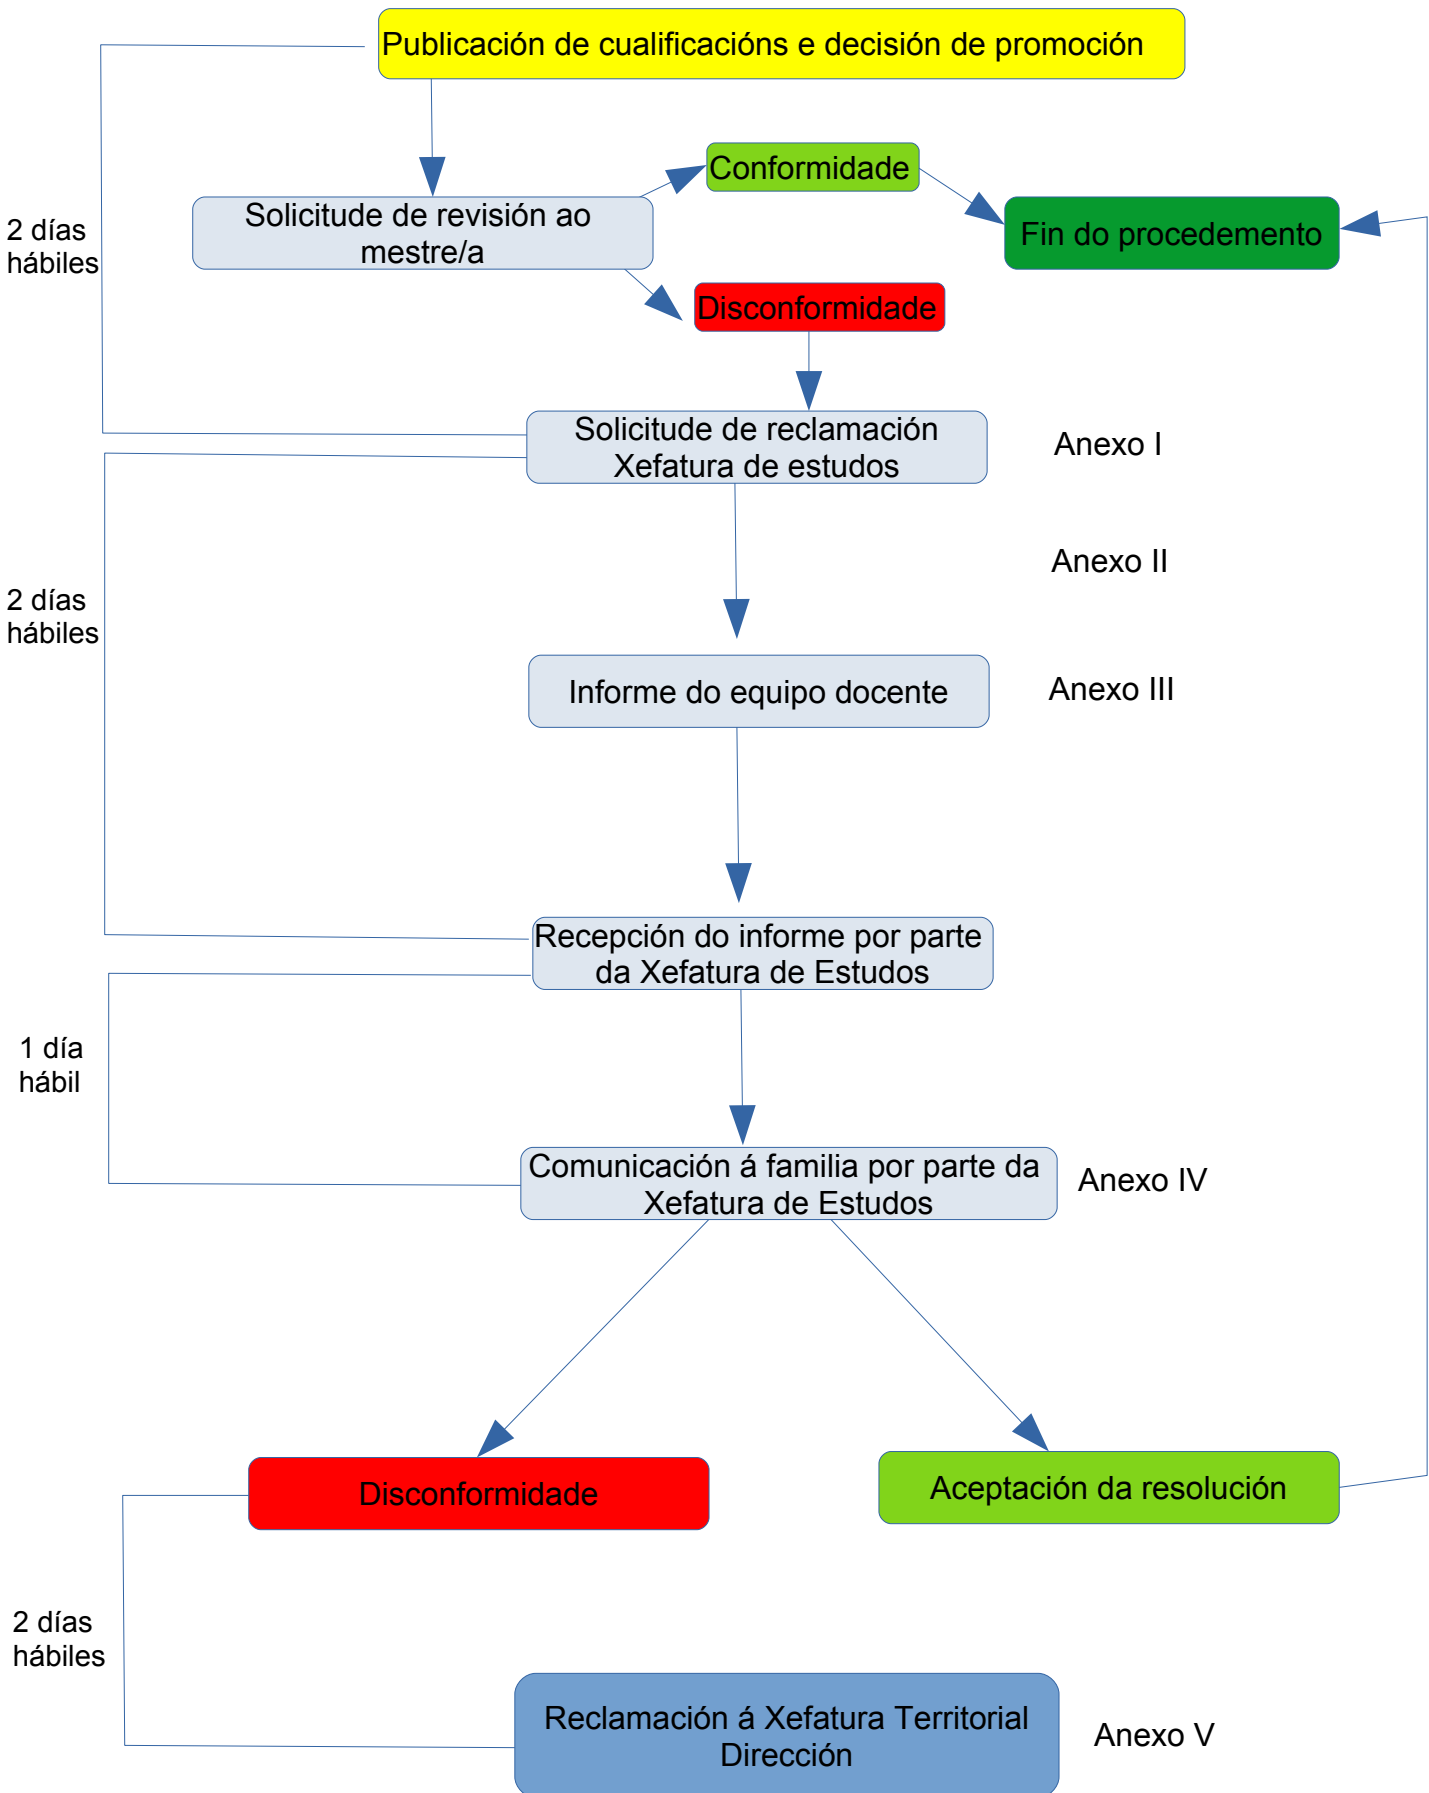 Publicación de cualificacións e decisión de promoción
Conformidade
Solicitude de revisión ao
mestre/a
Fin do procedemento
2 días
hábiles
Disconformidade
Solicitude de reclamación
Xefatura de estudos
Anexo I
Anexo II
2 días
hábiles
Informe do equipo docente
Anexo III
Recepción do informe por parte
da Xefatura de Estudos
1 día
hábil
Comunicación á familia por parte da
Xefatura de Estudos
Anexo IV
Disconformidade
Aceptación da resolución
2 días
hábiles
Reclamación á Xefatura Territorial
Dirección
Anexo V